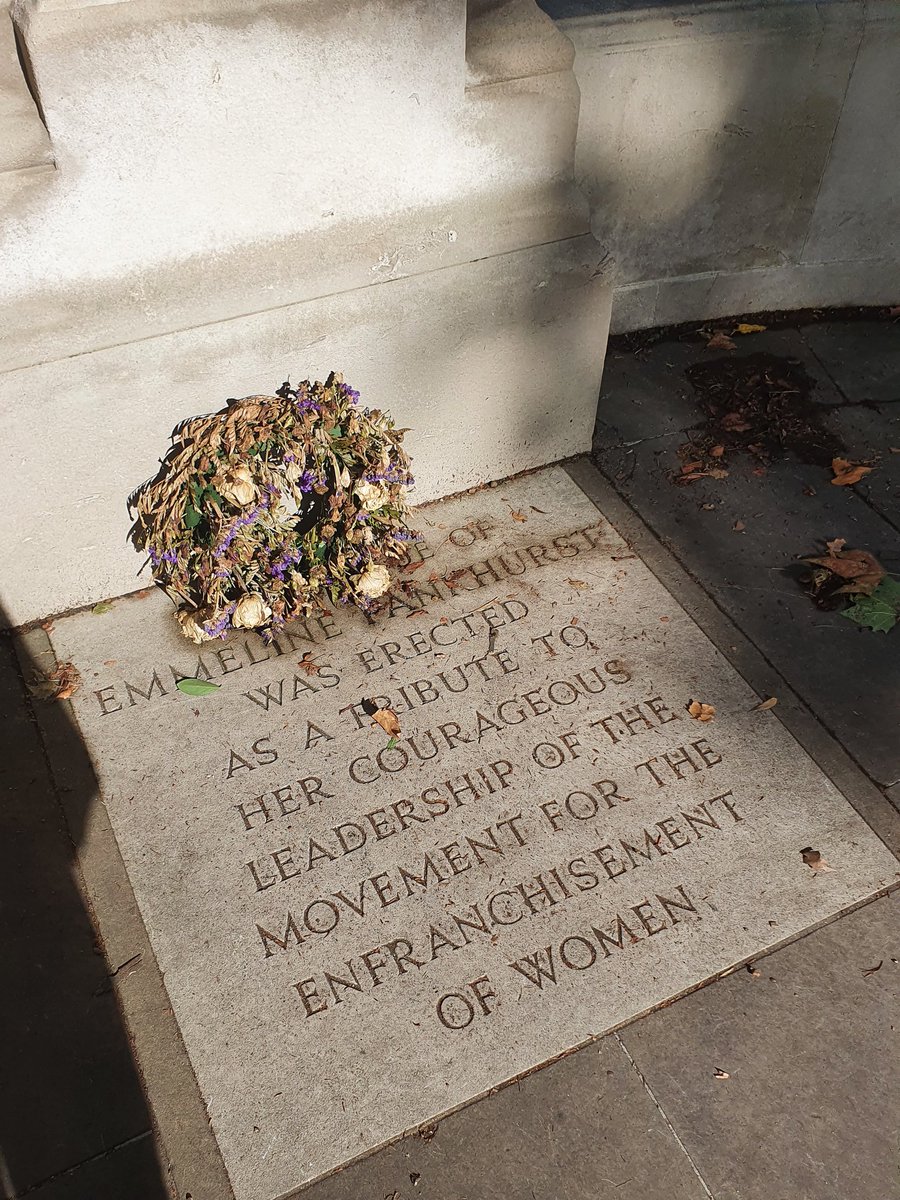 OF
EMMELINE PANKHURST
WAS ERECTED
AS A TRIBUTE TO
HER COURAGEOUS
LEADERSHIP OF THE
MOVEMENT FOR THE
ENFRANCHISEMENT
OF WOMEN